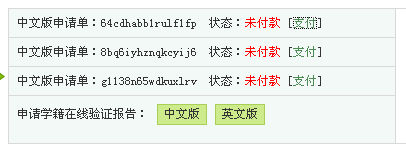 中文版申请单：64cdhabb1rulf1fp 状态：未付款 [支付]
中文版申请单：8bq6iyhznqkcyij6 状态：未付款 [支付]
中文版申请单：g1138n65wdkuxlrv 状态：未付款 [支付]
申请学籍在线验证报告： 中文版 英文版